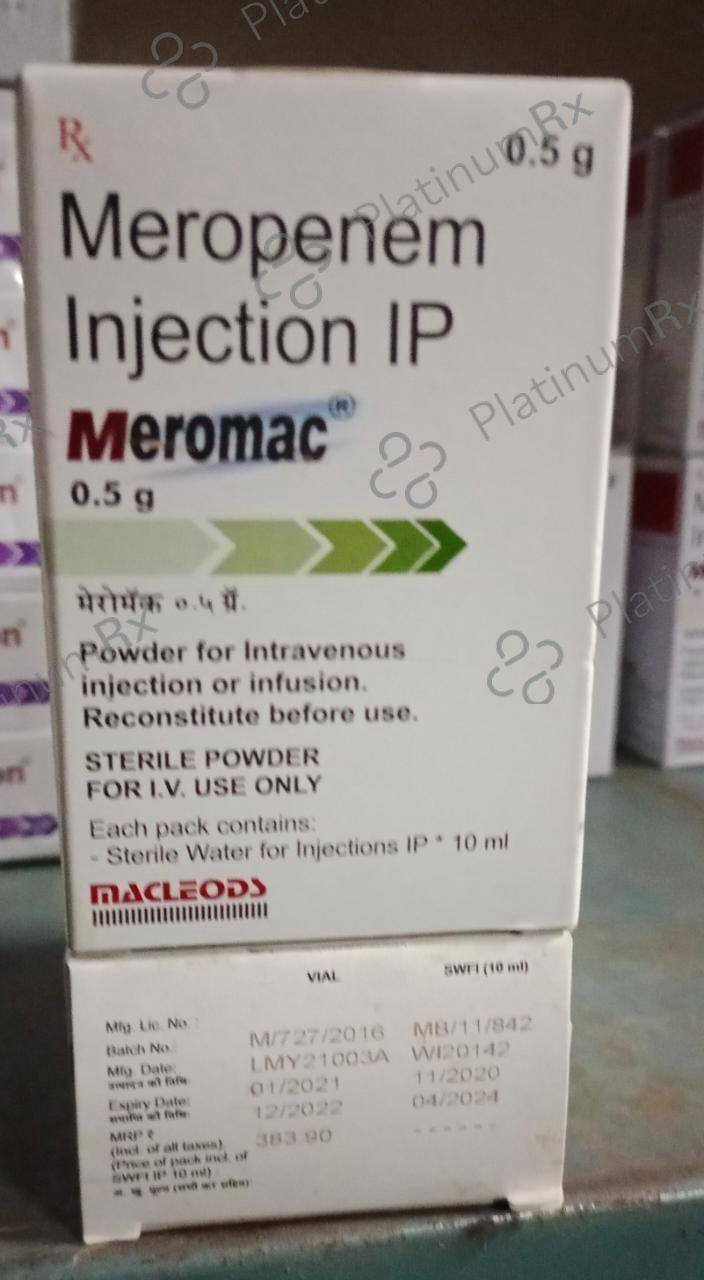 Rx
0.5 g
Meropenem
Injection IP
Meromac®
0.5 g
मेरोमॅक ०.५ ग्रॅ.
Powder for Intravenous
injection or infusion.
Reconstitute before use.
STERILE POWDER
FOR I.V. USE ONLY
Each pack contains:
- Sterile Water for Injections IP * 10 ml
MACLEODS
VIAL SWFI (10 ml)
Mfg. Lic. No. : M/727/2016 MB/11/842
Batch No.: LMY21003A WI20142
Mfg. Date: 01/2021 11/2020
उत्पादन की तिथि:
Expiry Date: 12/2022 04/2024
समाप्ति की तिथि:
MRP ₹ 383.90 ------
(Incl. of all taxes)
(Price of pack incl. of
SWFI IP 10 ml) :
PlatinumRx
PlatinumRx
PlatinumRx
PlatinumRx